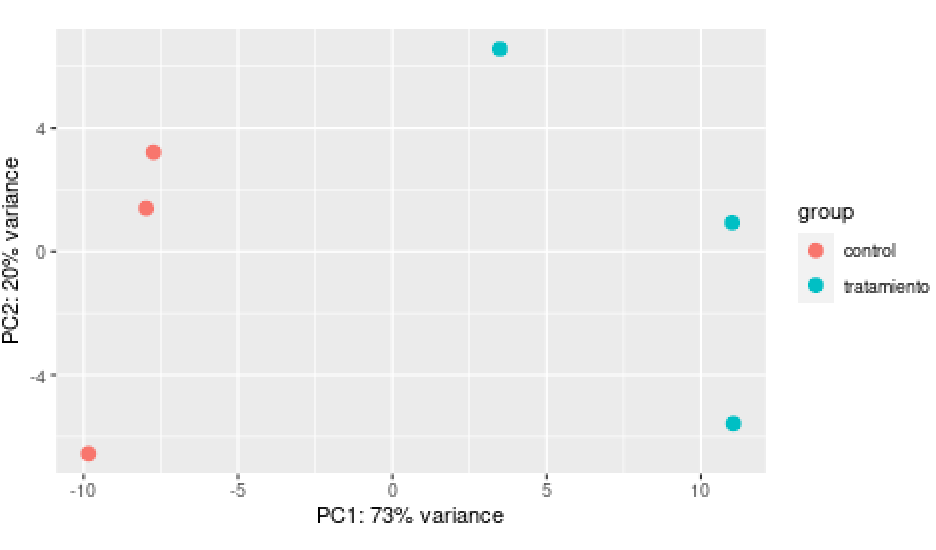 4
0
-4
-10
-5
0
5
10
PC1: 73% variance
PC2: 20% variance
group
control
tratamiento